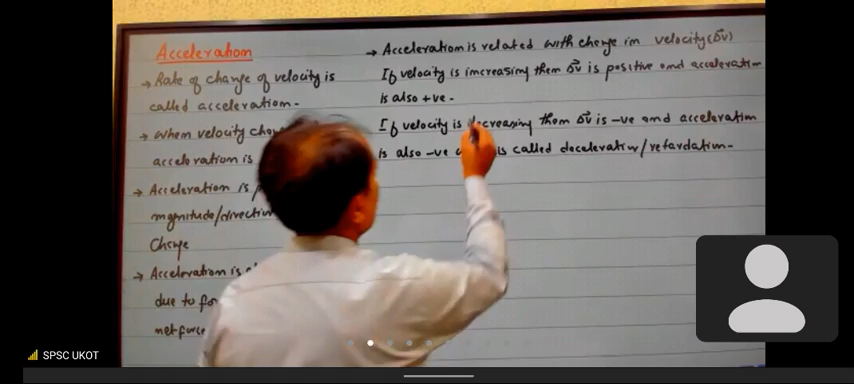 Acceleration
→ Rate of change of velocity is
called acceleration.
→ When velocity
acceleration is
→ Acceleration is
magnitude/direction
Change
→ Acceleration is
due to
net force
→ Acceleration is related with change in velocity (Δv⃗)
If velocity is increasing then Δv⃗ is positive and acceleration
is also +ve.
If velocity is decreasing then Δv⃗ is -ve and acceleration
is also -ve is called deceleration/retardation.
SPSC UKOT